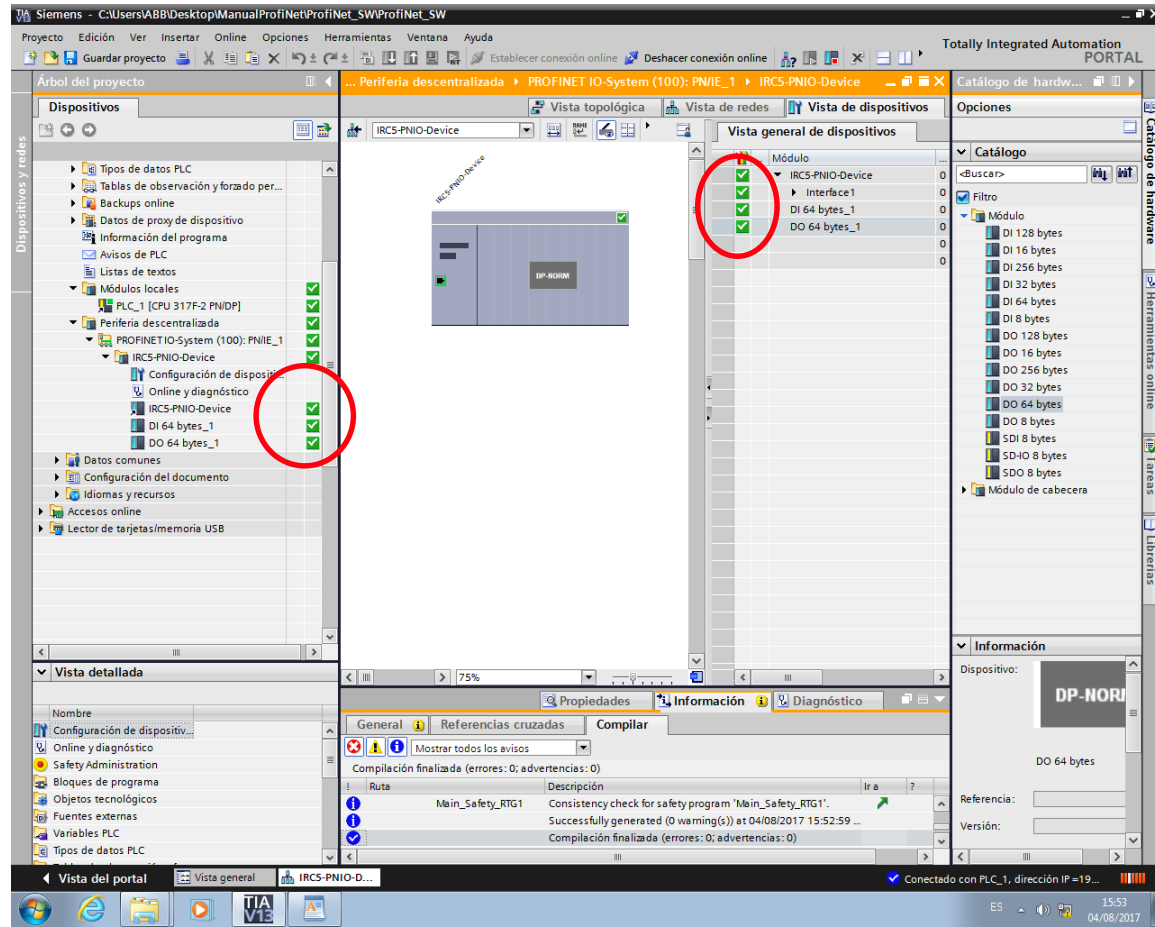 Siemens - C:\Users\ABB\Desktop\ManualProfiNet\ProfiNet_SW\ProfiNet_SW
Proyecto Edición Ver Insertar Online Opciones Herramientas Ventana Ayuda
Totally Integrated Automation
PORTAL
Guardar proyecto
Establecer conexión online
Deshacer conexión online
Árbol del proyecto
... Periferia descentralizada PROFINET IO-System (100): PN/IE_1 IRC5-PNIO-Device
Catálogo de hardw...
Dispositivos
Vista topológica
Vista de redes
Vista de dispositivos
Opciones
IRC5-PNIO-Device
Vista general de dispositivos
Dispositivos y redes
Tipos de datos PLC
Tablas de observación y forzado per...
Backups online
Datos de proxy de dispositivo
Información del programa
Avisos de PLC
Listas de textos
Módulos locales
PLC_1 [CPU 317F-2 PN/DP]
Periferia descentralizada
PROFINET IO-System (100): PN/IE_1
IRC5-PNIO-Device
Configuración de dispositi...
Online y diagnóstico
IRC5-PNIO-Device
DI 64 bytes_1
DO 64 bytes_1
Datos comunes
Configuración del documento
Idiomas y recursos
Accesos online
Lector de tarjetas/memoria USB
IRC5-PNIO-Device
DP-NORM
... Módulo ...
IRC5-PNIO-Device 0
Interface1 0
DI 64 bytes_1 0
DO 64 bytes_1 0
0
0
Catálogo
<Buscar>
Filtro
Módulo
DI 128 bytes
DI 16 bytes
DI 256 bytes
DI 32 bytes
DI 64 bytes
DI 8 bytes
DO 128 bytes
DO 16 bytes
DO 256 bytes
DO 32 bytes
DO 64 bytes
DO 8 bytes
SDI 8 bytes
SD-IO 8 bytes
SDO 8 bytes
Módulo de cabecera
Catálogo de hardware
Herramientas online
Tareas
Librerías
Vista detallada
Nombre
Configuración de dispositiv...
Online y diagnóstico
Safety Administration
Bloques de programa
Objetos tecnológicos
Fuentes externas
Variables PLC
Tipos de datos PLC
75%
Propiedades
Información
Diagnóstico
General
Referencias cruzadas
Compilar
Mostrar todos los avisos
Compilación finalizada (errores: 0; advertencias: 0)
! Ruta Descripción Ir a ?
Main_Safety_RTG1 Consistency check for safety program 'Main_Safety_RTG1'.
Successfully generated (0 warning(s)) at 04/08/2017 15:52:59 ...
Compilación finalizada (errores: 0; advertencias: 0)
Información
Dispositivo:
DP-NORM
DO 64 bytes
Referencia:
Versión:
Vista del portal
Vista general
IRC5-PNIO-D...
Conectado con PLC_1, dirección IP =19...
TIA
V13
ES
15:53
04/08/2017